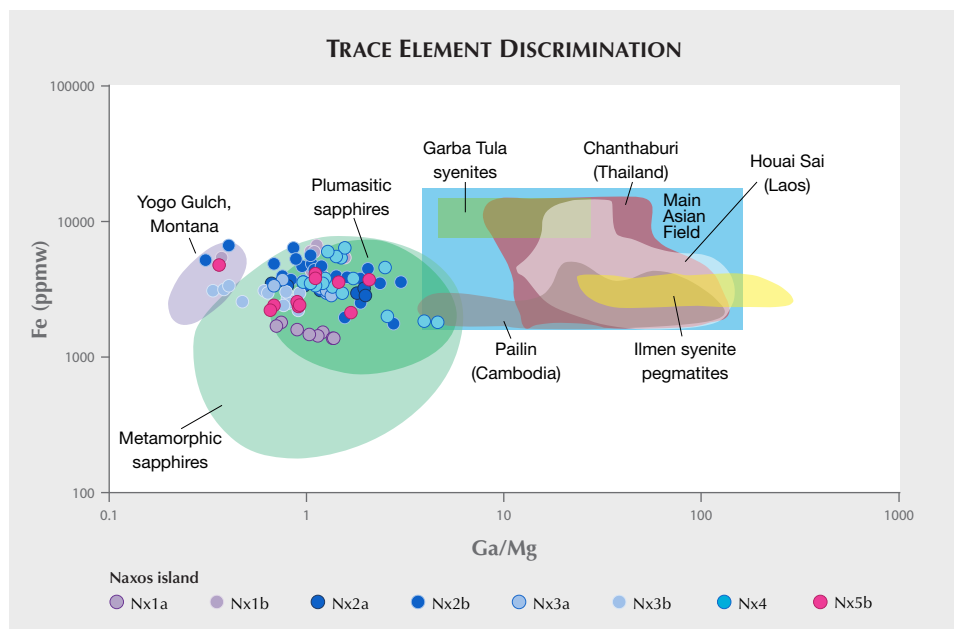 TRACE ELEMENT DISCRIMINATION
100000
10000
1000
100
Fe (ppmw)
Yogo Gulch,
Montana
Plumasitic
sapphires
Garba Tula
syenites
Chanthaburi
(Thailand)
Houai Sai
(Laos)
Main
Asian
Field
Pailin
(Cambodia)
Ilmen syenite
pegmatites
Metamorphic
sapphires
0.1 1 10 100 1000
Ga/Mg
Naxos island
Nx1a Nx1b Nx2a Nx2b Nx3a Nx3b Nx4 Nx5b